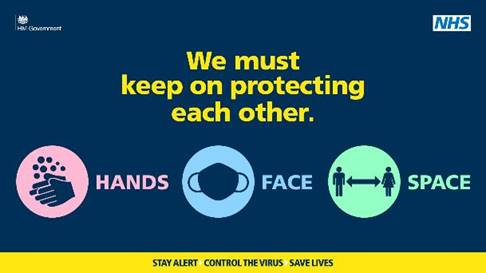 HM Government
NHS
We must
keep on protecting
each other.
HANDS
FACE
SPACE
STAY ALERT CONTROL THE VIRUS SAVE LIVES